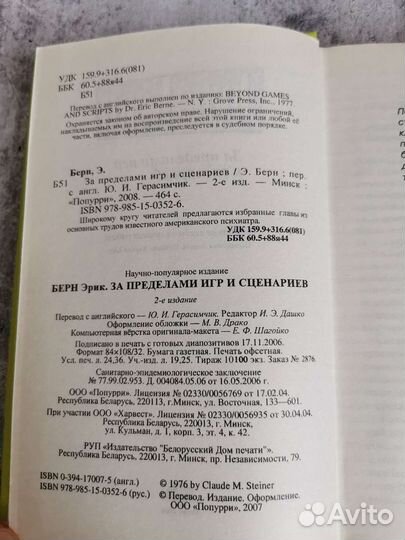 УДК 159.9+316.6(081)
ББК 60.5+88я44
Б51
Перевод с английского выполнен по изданию: BEYOND GAMES
AND SCRIPTS by Dr. Eric Berne. — N. Y. : Grove Press, Inc., 1977.
Охраняется законом об авторском праве. Нарушение ограничений,
накладываемых им на воспроизведение всей этой книги или любой её
части, включая оформление, преследуется в судебном порядке.
Берн, Э.
Б51 За пределами игр и сценариев / Э. Берн ; пер.
с англ. Ю. И. Герасимчик. — 2-е изд. — Минск :
«Попурри», 2008. — 464 с.
ISBN 978-985-15-0352-6.
Широкому кругу читателей предлагаются избранные главы из
основных трудов известного американского психиатра.
УДК 159.9+316.6(081)
ББК 60.5+88я44
Научно-популярное издание
БЕРН Эрик. ЗА ПРЕДЕЛАМИ ИГР И СЦЕНАРИЕВ
2-е издание
Перевод с английского — Ю. И. Герасимчик. Редактор И. Э. Дашко
Оформление обложки — М. В. Драко
Компьютерная вёрстка оригинала-макета — Е. Ф. Шагойко
Подписано в печать с готовых диапозитивов 17.11.2006.
Формат 84×108/32. Бумага газетная. Печать офсетная.
Усл. печ. л. 24,36. Уч.-изд. л. 19,25. Тираж 10100 экз. Зак. № 2876.
Санитарно-эпидемиологическое заключение
№ 77.99.02.953. Д. 004084.05.06 от 16.05.2006 г.
ООО «Попурри». Лицензия № 02330/0056769 от 17.02.04.
Республика Беларусь, 220113, г.Минск, ул. Восточная, 133—601.
При участии ООО «Харвест». Лицензия № 02330/0056935 от 30.04.04.
Республика Беларусь, 220013, г. Минск,
ул. Кульман, д. 1, корп. 3, эт. 4, к. 42.
РУП «Издательство "Белорусский Дом печати"».
Республика Беларусь, 220013, г. Минск, пр. Независимости, 79.
© 1976 by Claude M. Steiner
ISBN 0-394-17007-5 (англ.)
ISBN 978-985-15-0352-6 (рус.)
© Перевод. Издание. Оформление.
ООО «Попурри», 2007
Avito